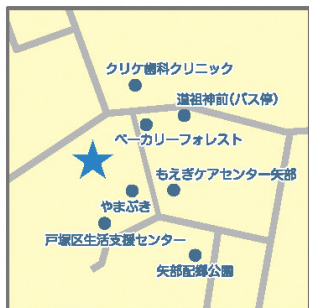 クリケ歯科クリニック
道祖神前(バス停)
ベーカリーフォレスト
もえぎケアセンター矢部
やまぶき
戸塚区生活支援センター
矢部配郷公園